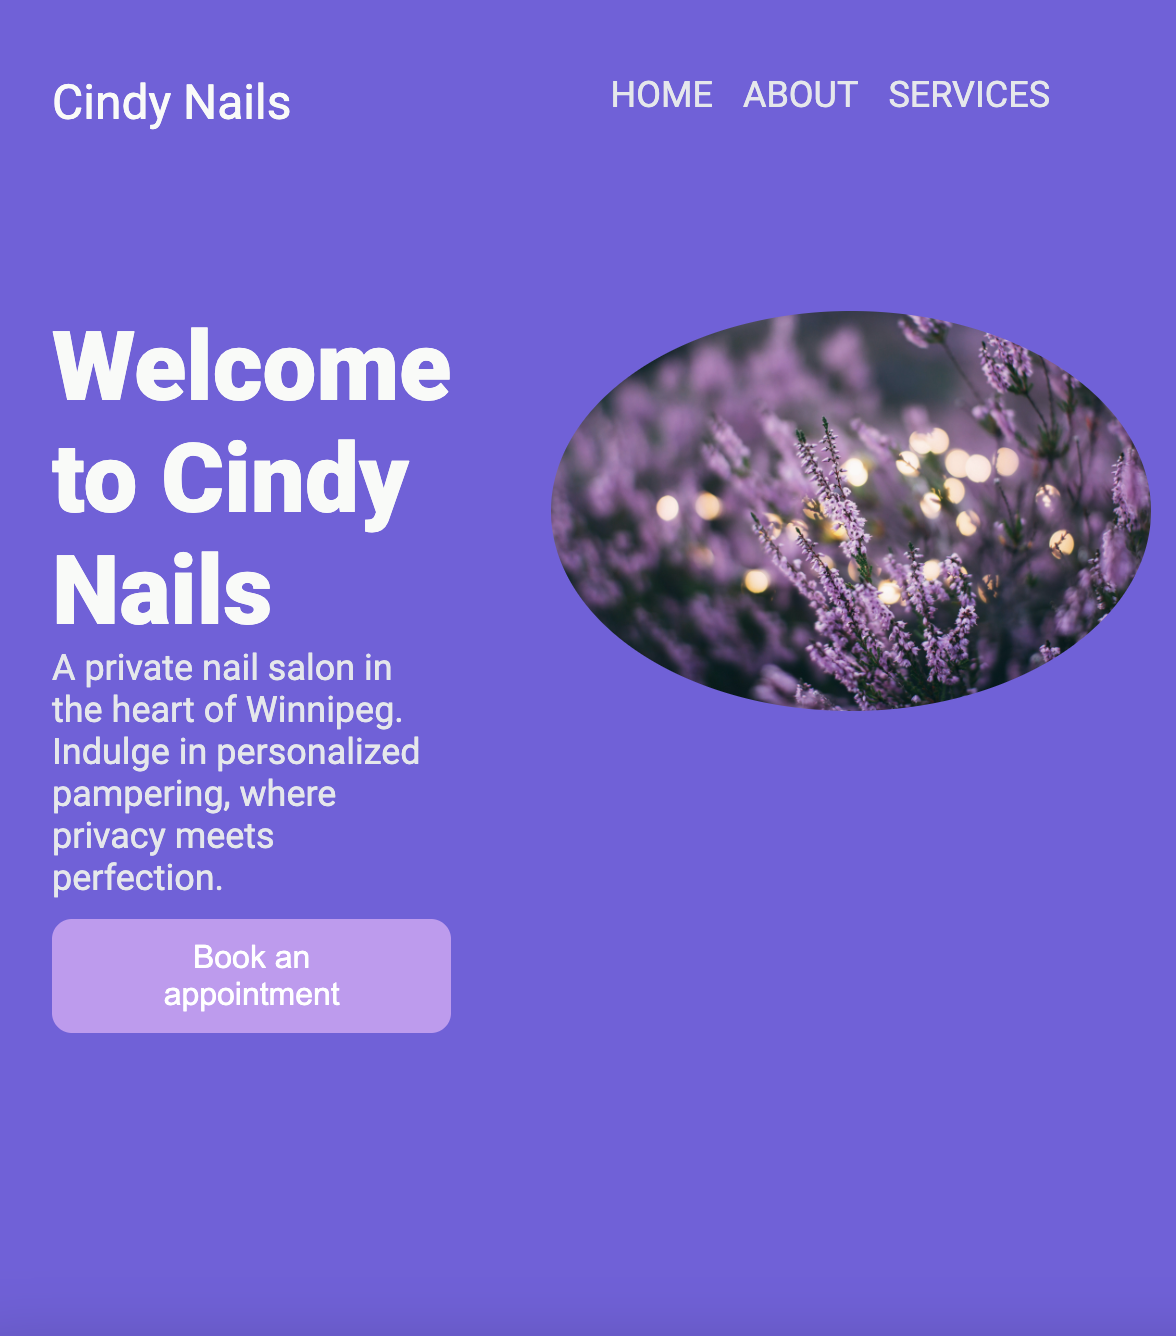 Cindy Nails
HOME ABOUT SERVICES
Welcome
to Cindy
Nails
A private nail salon in
the heart of Winnipeg.
Indulge in personalized
pampering, where
privacy meets
perfection.
Book an
appointment